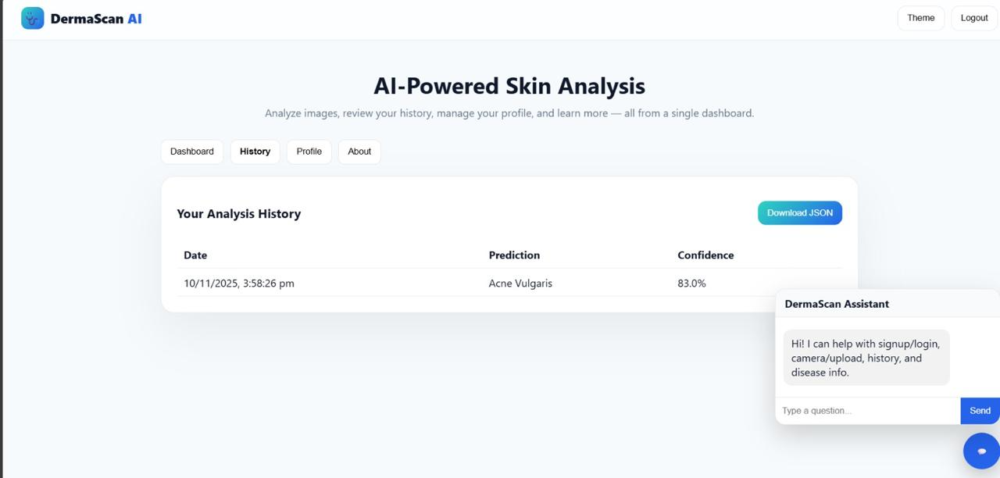 DermaScan AI
Theme
Logout
AI-Powered Skin Analysis
Analyze images, review your history, manage your profile, and learn more — all from a single dashboard.
Dashboard
History
Profile
About
Your Analysis History
Download JSON
Date
Prediction
Confidence
10/11/2025, 3:58:26 pm
Acne Vulgaris
83.0%
DermaScan Assistant
Hi! I can help with signup/login,
camera/upload, history, and
disease info.
Type a question...
Send